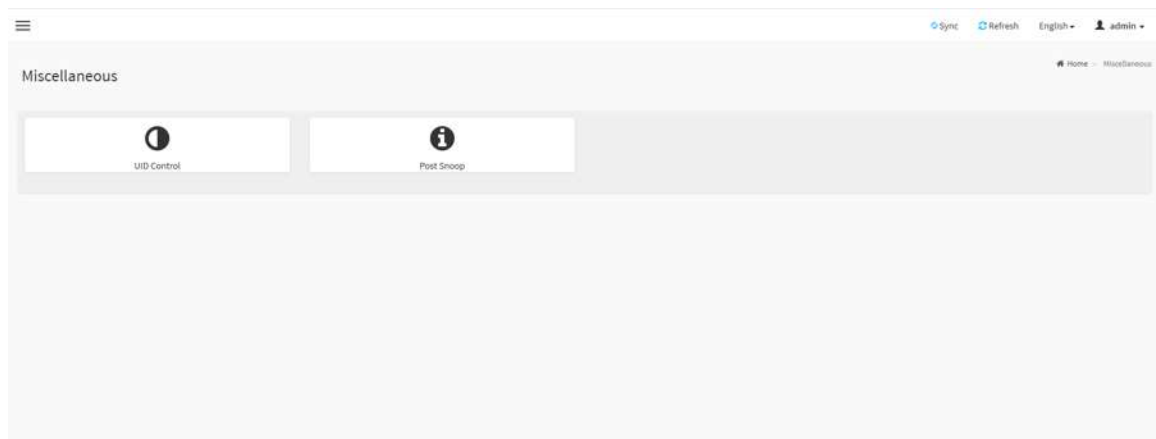 Sync Refresh English admin
Home > Miscellaneous
Miscellaneous
UID Control
Post Snoop